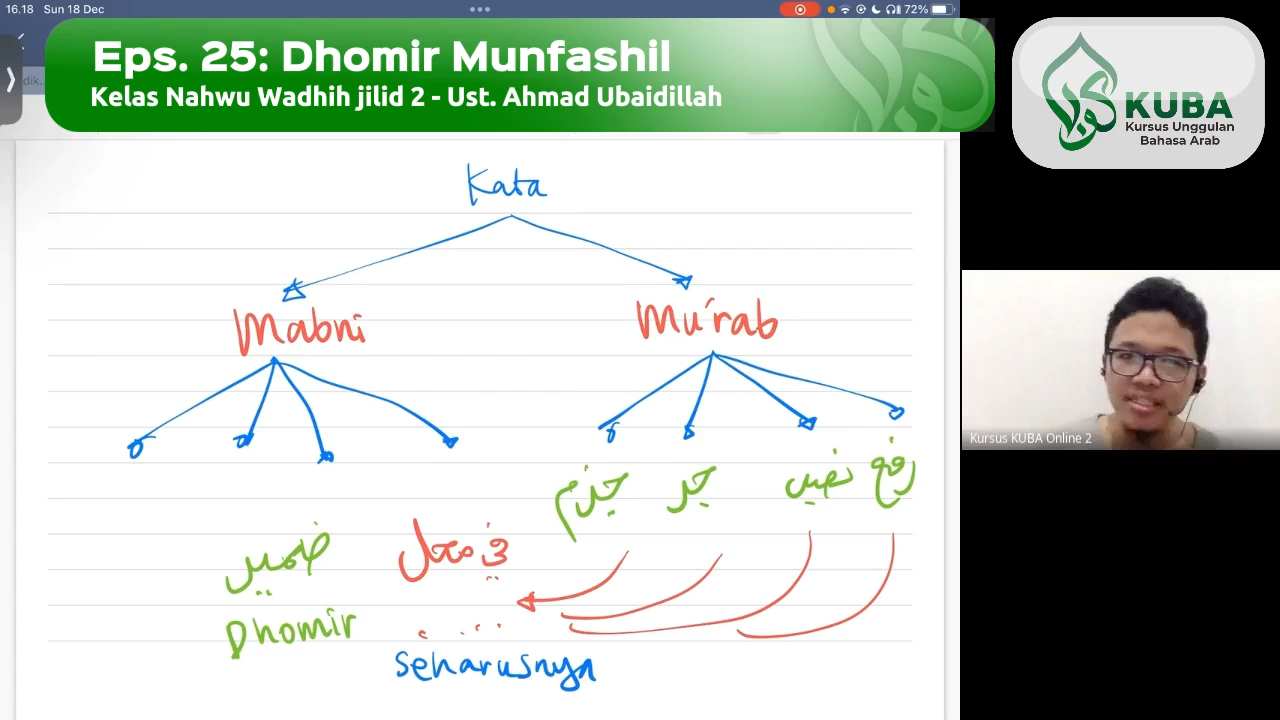 16.18 Sun 18 Dec
72%
Eps. 25: Dhomir Munfashil
Kelas Nahwu Wadhih jilid 2 - Ust. Ahmad Ubaidillah
KUBA
Kursus Unggulan
Bahasa Arab
Kata
Mabni
Mu'rab
رفع نصب جر جزم
في محل
ضمير
Dhomir
seharusnya
Kursus KUBA Online 2